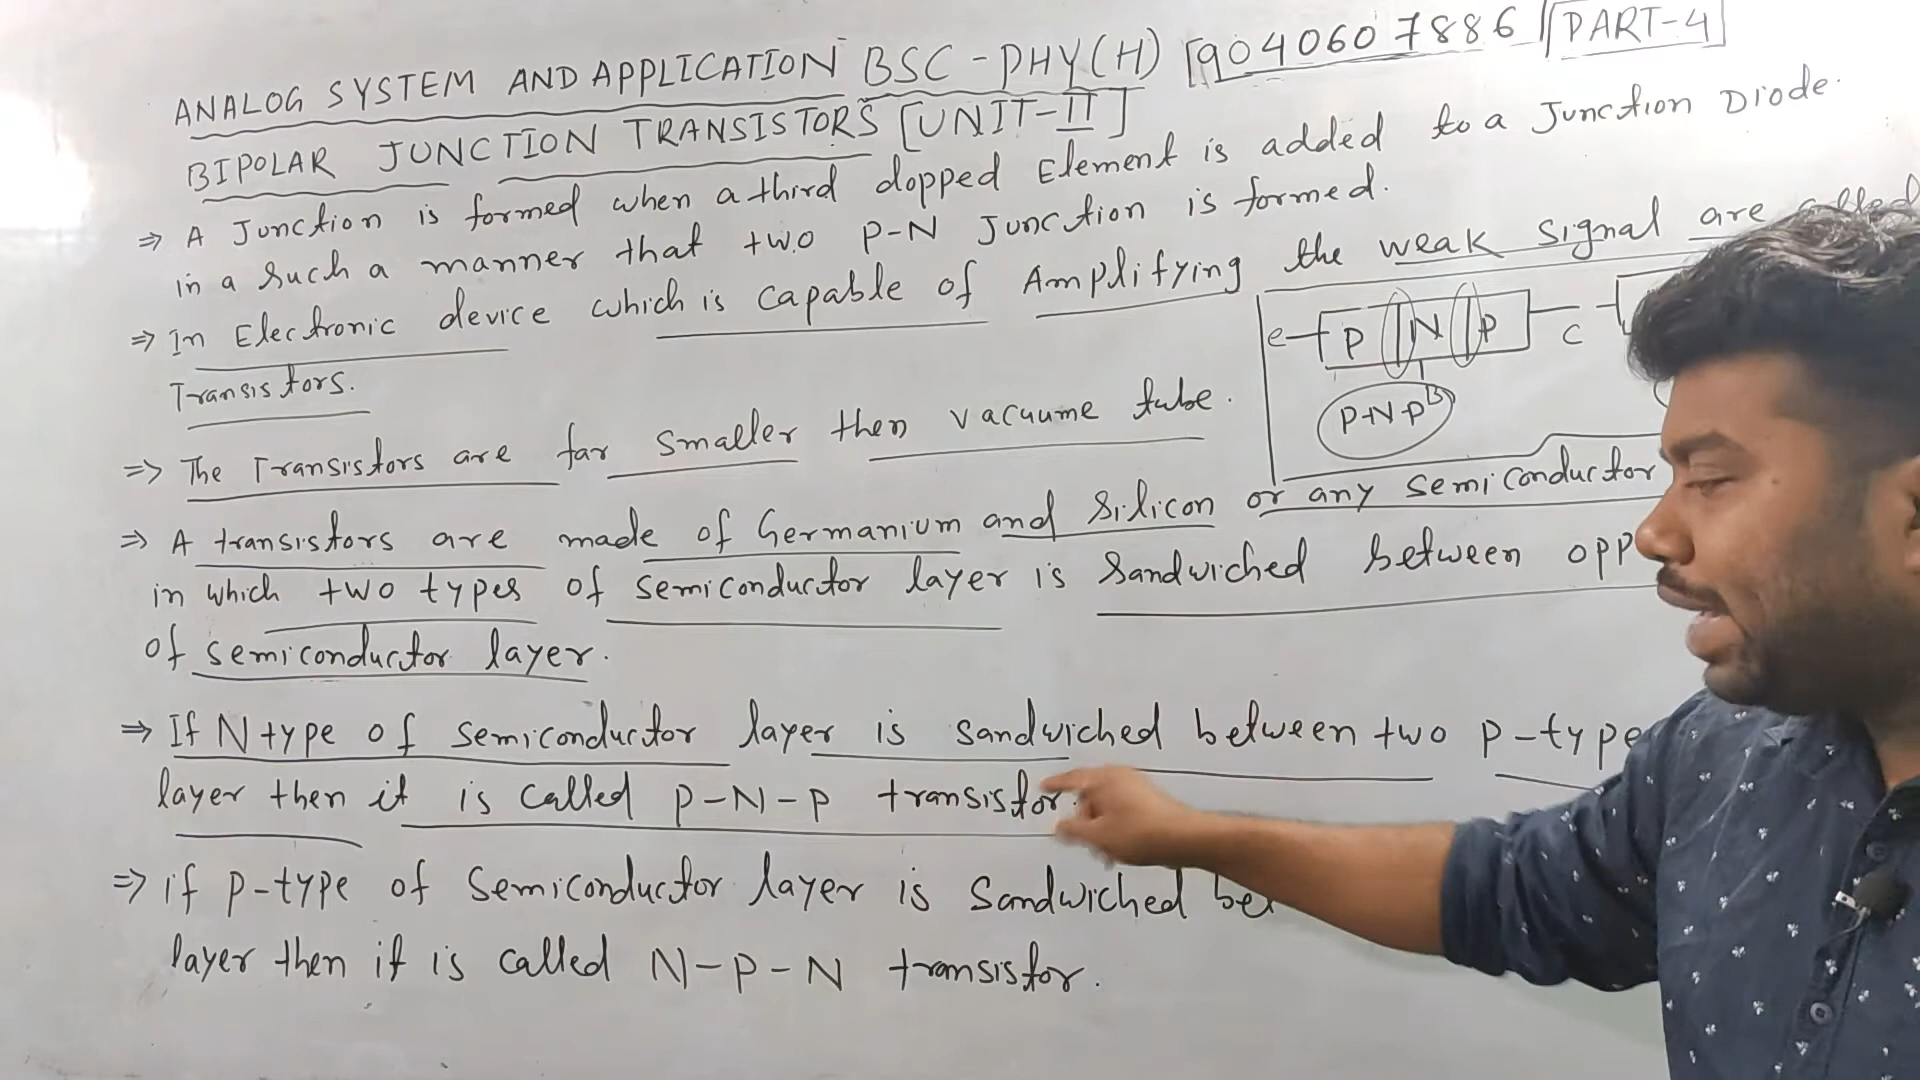 ANALOG SYSTEM AND APPLICATION BSC-PHY(H) [9040607886 PART-4]
BIPOLAR JUNCTION TRANSISTORS [UNIT-II]
⇒ A Junction is formed when a third dopped Element is added to a Junction Diode.
in a such a manner that two P-N Junction is formed.
⇒ In Electronic device which is capable of Amplifying the weak signal are called
Transistors.
e P N P C
B
P-N-P
=> The Transistors are far smaller then vacuume tube.
⇒ A transistors are made of Germanium and Silicon or any semiconductor
in which two types of semiconductor layer is sandwiched between opp
of semiconductor layer.
⇒ If N type of semiconductor layer is sandwiched between two P-type
layer then it is called P-N-P transistor.
⇒ if P-type of semiconductor layer is sandwiched be
layer then it is called N-P-N transistor.